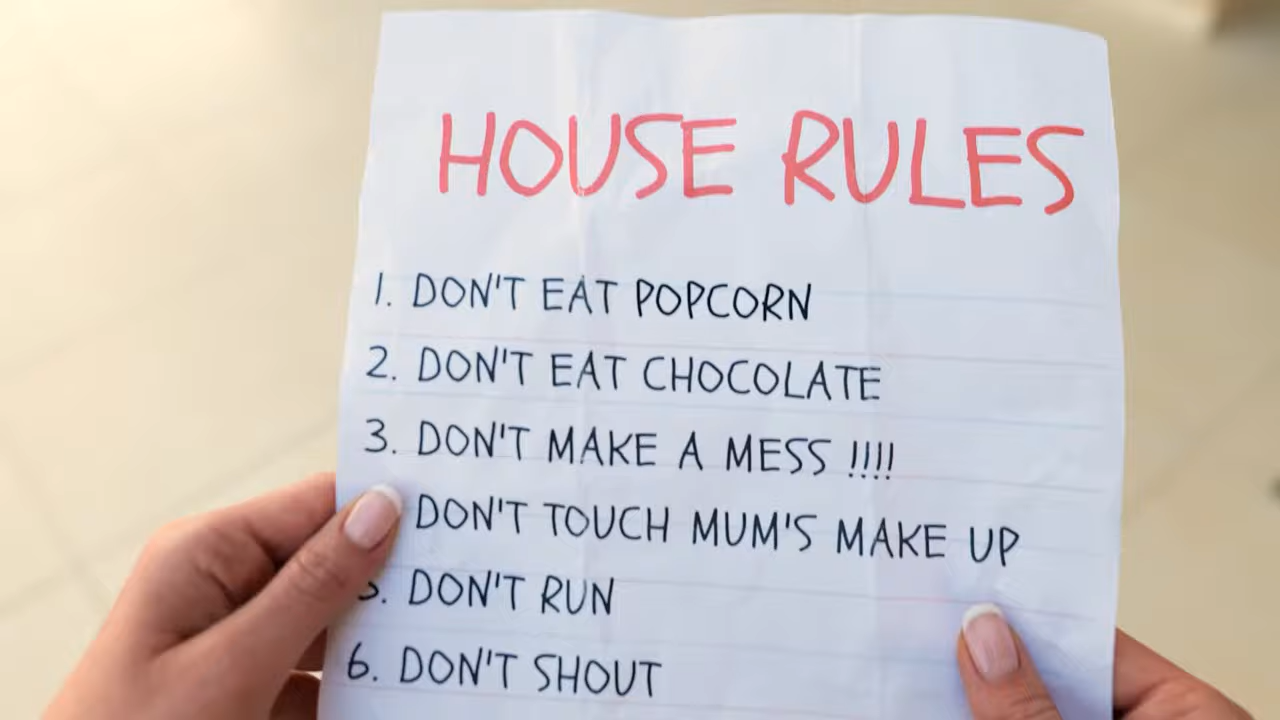 HOUSE RULES
1. DON'T EAT POPCORN
2. DON'T EAT CHOCOLATE
3. DON'T MAKE A MESS !!!!
DON'T TOUCH MUM'S MAKE UP
5. DON'T RUN
6. DON'T SHOUT